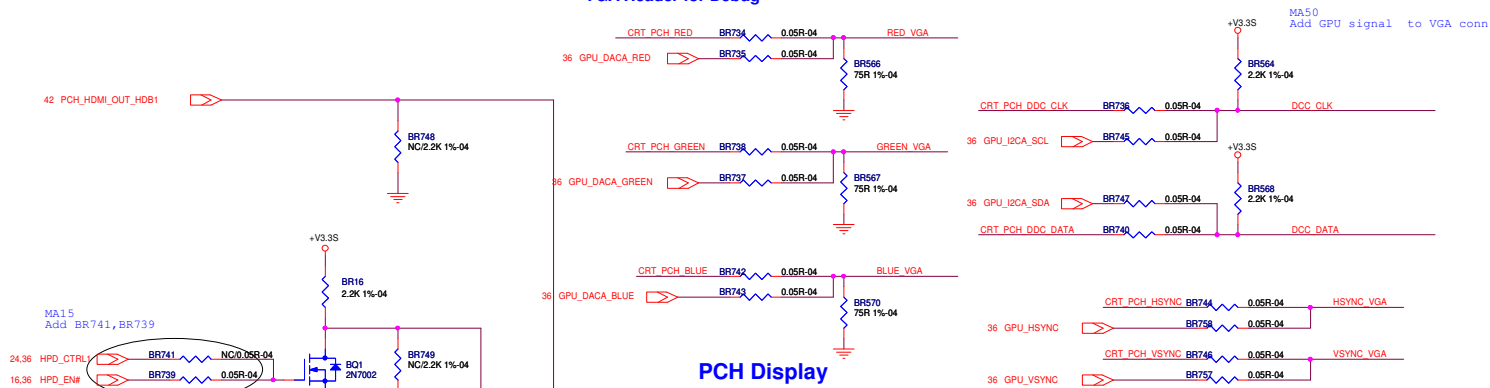 MA50
Add GPU signal  to VGA conn
+V3.3S
CRT_PCH_RED BR734 0.05R-04 RED_VGA
36 GPU_DACA_RED BR735 0.05R-04
BR566
75R 1%-04
BR564
2.2K 1%-04
42 PCH_HDMI_OUT_HDB1
CRT_PCH_DDC_CLK BR736 0.05R-04 DCC_CLK
BR748
NC/2.2K 1%-04
36 GPU_I2CA_SCL BR745 0.05R-04
CRT_PCH_GREEN BR738 0.05R-04 GREEN_VGA
+V3.3S
36 GPU_DACA_GREEN BR737 0.05R-04
BR567
75R 1%-04
BR568
2.2K 1%-04
36 GPU_I2CA_SDA BR747 0.05R-04
CRT_PCH_DDC_DATA BR740 0.05R-04 DCC_DATA
+V3.3S
CRT_PCH_BLUE BR742 0.05R-04 BLUE_VGA
BR16
2.2K 1%-04
36 GPU_DACA_BLUE BR743 0.05R-04
BR570
75R 1%-04
CRT_PCH_HSYNC BR744 0.05R-04 HSYNC_VGA
36 GPU_HSYNC BR758 0.05R-04
MA15
Add BR741,BR739
24,36 HPD_CTRL1 BR741 NC/0.05R-04
16,36 HPD_EN# BR739 0.05R-04
BQ1
2N7002
BR749
NC/2.2K 1%-04
PCH Display
CRT_PCH_VSYNC BR746 0.05R-04 VSYNC_VGA
36 GPU_VSYNC BR757 0.05R-04